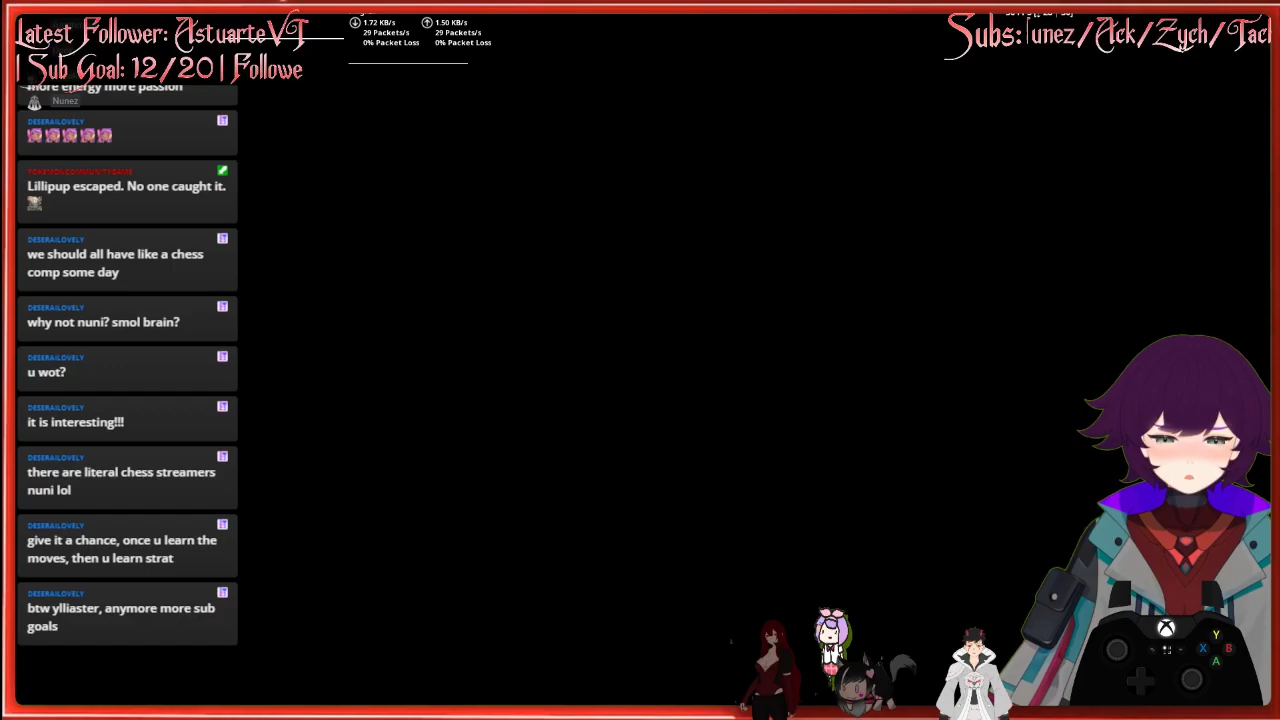 Latest Follower: AstuarteVT
| Sub Goal: 12/20 | Followe
1.72 KB/s
29 Packets/s
0% Packet Loss
1.50 KB/s
29 Packets/s
0% Packet Loss
Subs: unez/Ack/Zych/Tack
more energy more passion
Nunez
DESERAILOVELY
POKEMONCOMMUNITYGAME
Lillipup escaped. No one caught it.
DESERAILOVELY
we should all have like a chess
comp some day
DESERAILOVELY
why not nuni? smol brain?
DESERAILOVELY
u wot?
DESERAILOVELY
it is interesting!!!
DESERAILOVELY
there are literal chess streamers
nuni lol
DESERAILOVELY
give it a chance, once u learn the
moves, then u learn strat
DESERAILOVELY
btw ylliaster, anymore more sub
goals
Y
X
B
A